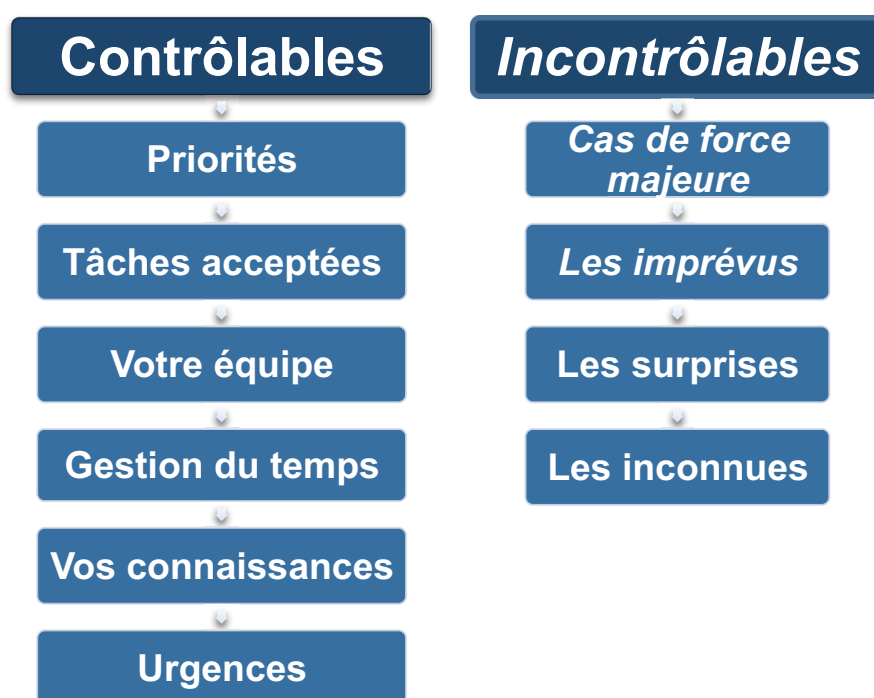 Contrôlables
Priorités
Tâches acceptées
Votre équipe
Gestion du temps
Vos connaissances
Urgences
Incontrôlables
Cas de force
majeure
Les imprévus
Les surprises
Les inconnues